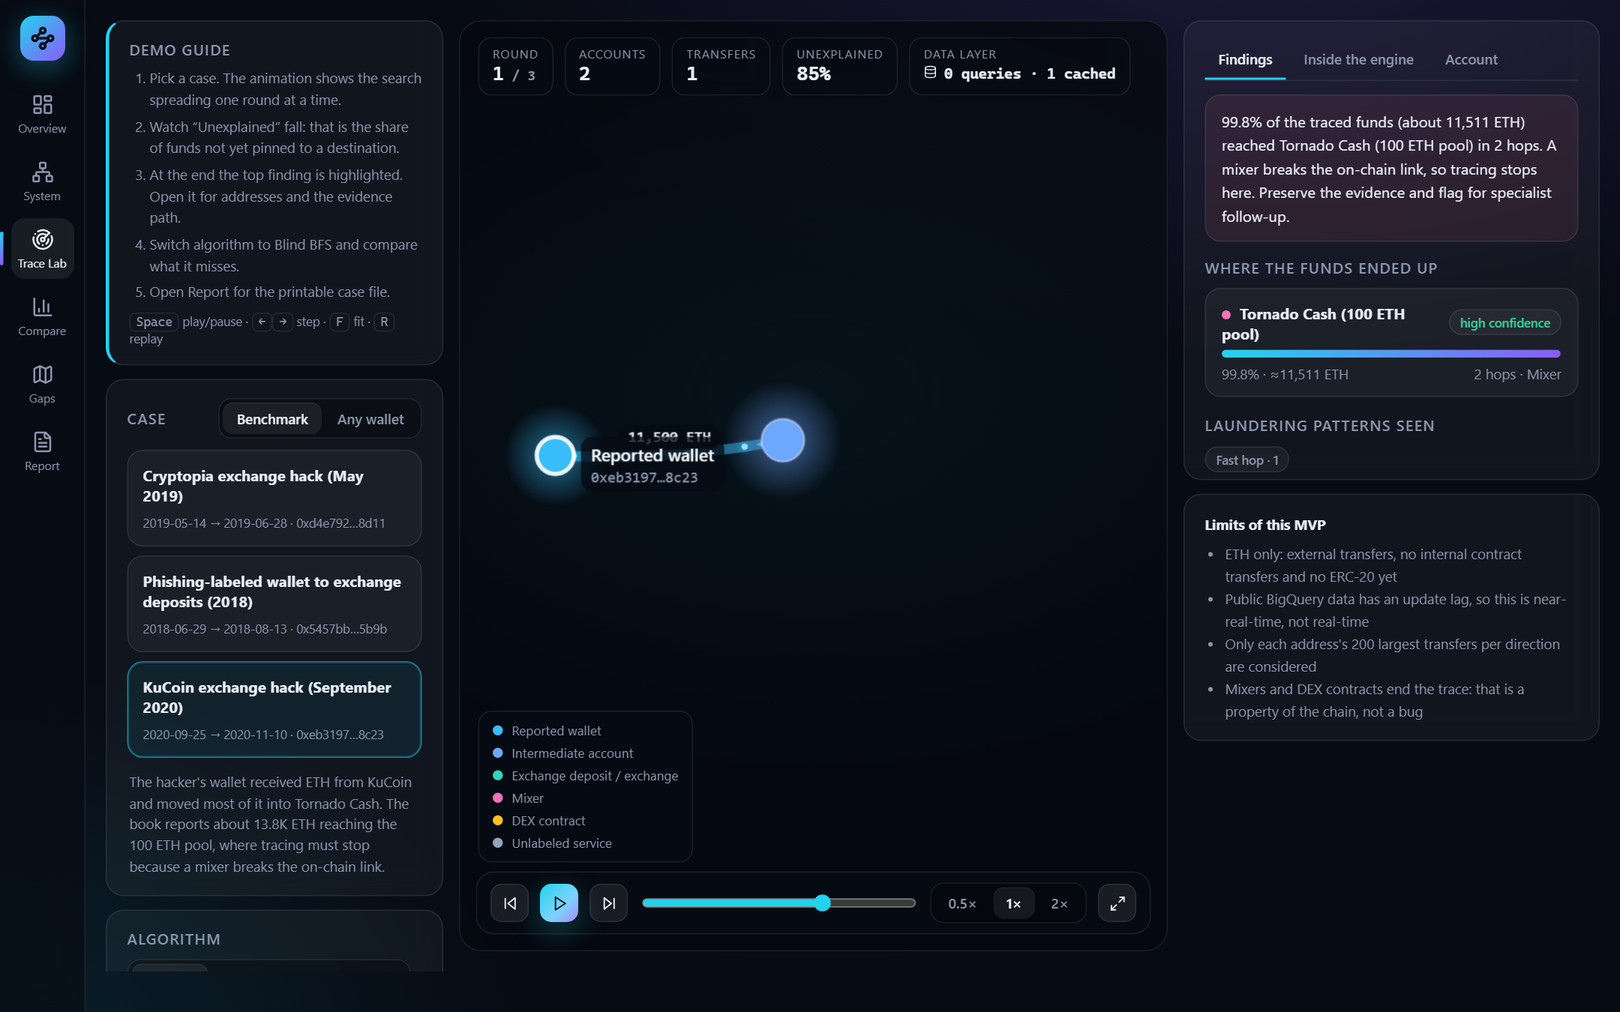 Overview
System
Trace Lab
Compare
Gaps
Report
DEMO GUIDE
1. Pick a case. The animation shows the search
spreading one round at a time.
2. Watch "Unexplained" fall: that is the share
of funds not yet pinned to a destination.
3. At the end the top finding is highlighted.
Open it for addresses and the evidence
path.
4. Switch algorithm to Blind BFS and compare
what it misses.
5. Open Report for the printable case file.
Space play/pause · ← → step · F fit · R
replay
CASE
Benchmark
Any wallet
Cryptopia exchange hack (May
2019)
2019-05-14 → 2019-06-28 · 0xd4e792…8d11
Phishing-labeled wallet to exchange
deposits (2018)
2018-06-29 → 2018-08-13 · 0x5457bb…5b9b
KuCoin exchange hack (September
2020)
2020-09-25 → 2020-11-10 · 0xeb3197…8c23
The hacker's wallet received ETH from KuCoin
and moved most of it into Tornado Cash. The
book reports about 13.8K ETH reaching the
100 ETH pool, where tracing must stop
because a mixer breaks the on-chain link.
ALGORITHM
ROUND
1 / 3
ACCOUNTS
2
TRANSFERS
1
UNEXPLAINED
85%
DATA LAYER
0 queries · 1 cached
11,500 ETH
Reported wallet
0xeb3197…8c23
Reported wallet
Intermediate account
Exchange deposit / exchange
Mixer
DEX contract
Unlabeled service
0.5×
1×
2×
Findings
Inside the engine
Account
99.8% of the traced funds (about 11,511 ETH)
reached Tornado Cash (100 ETH pool) in 2 hops. A
mixer breaks the on-chain link, so tracing stops
here. Preserve the evidence and flag for specialist
follow-up.
WHERE THE FUNDS ENDED UP
Tornado Cash (100 ETH
pool)
high confidence
99.8% · ≈11,511 ETH
2 hops · Mixer
LAUNDERING PATTERNS SEEN
Fast hop · 1
Limits of this MVP
• ETH only: external transfers, no internal contract
transfers and no ERC-20 yet
• Public BigQuery data has an update lag, so this is near-
real-time, not real-time
• Only each address's 200 largest transfers per direction
are considered
• Mixers and DEX contracts end the trace: that is a
property of the chain, not a bug